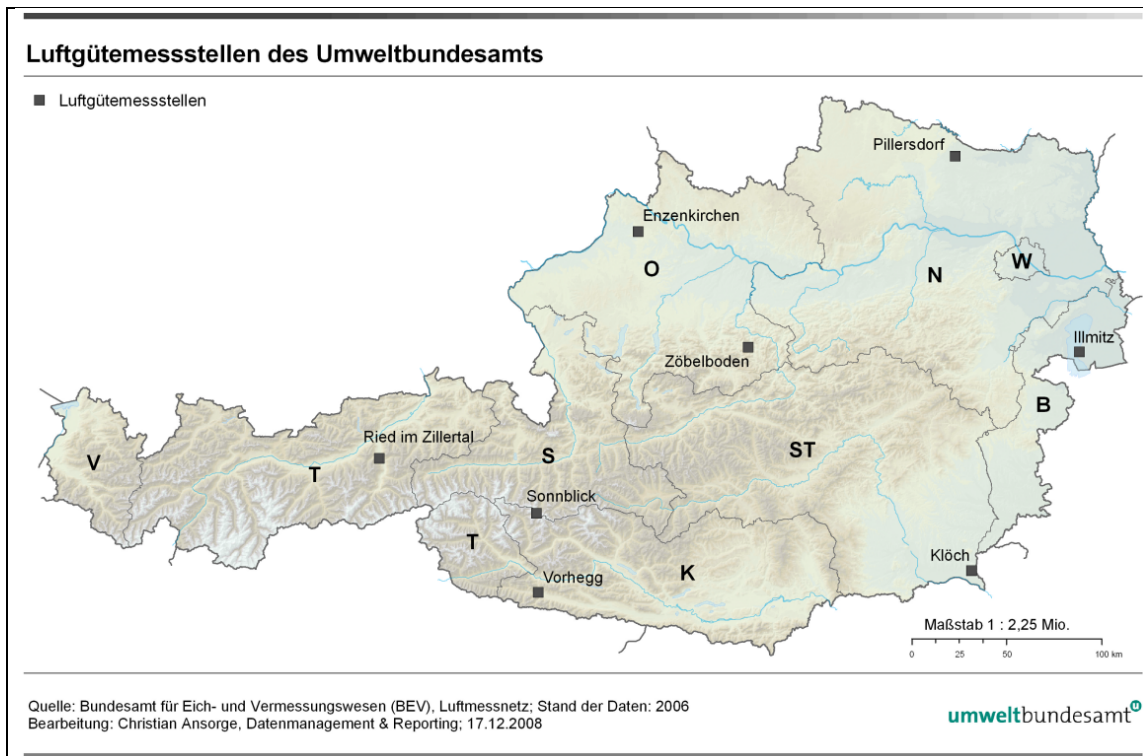 Luftgütemessstellen des Umweltbundesamts
Luftgütemessstellen
Pillersdorf
Enzenkirchen
W
O
N
Illmitz
Zöbelboden
B
Ried im Zillertal
V
T
S
ST
Sonnblick
T
Klöch
K
Vorhegg
Maßstab 1 : 2,25 Mio.
0 25 50 100 km
Quelle: Bundesamt für Eich- und Vermessungswesen (BEV), Luftmessnetz; Stand der Daten: 2006
Bearbeitung: Christian Ansorge, Datenmanagement & Reporting; 17.12.2008
umweltbundesamt U